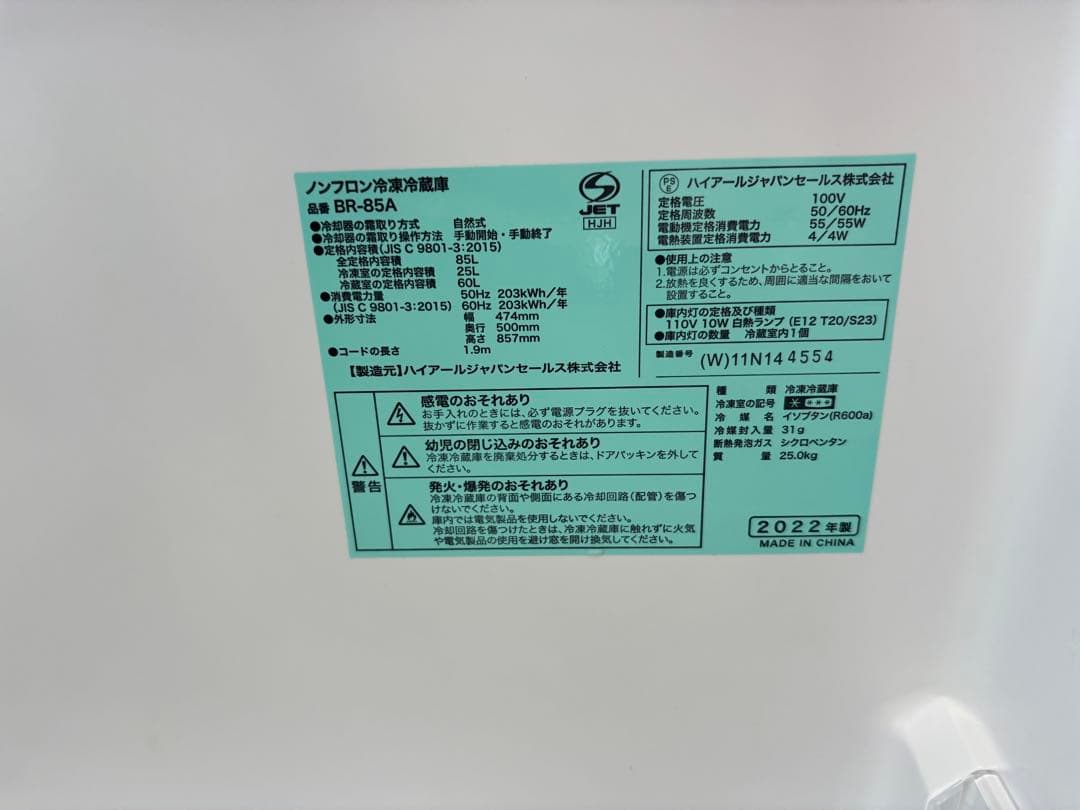 ノンフロン冷凍冷蔵庫
品番 BR-85A
●冷却器の霜取り方式 自然式
●冷却器の霜取り操作方法 手動開始・手動終了
●定格内容積(JIS C 9801-3:2015)
全定格内容積 85L
冷凍室の定格内容積 25L
冷蔵室の定格内容積 60L
●消費電力量 50Hz 203kWh/年
(JIS C 9801-3:2015) 60Hz 203kWh/年
●外形寸法 幅 474mm
奥行 500mm
高さ 857mm
●コードの長さ 1.9m
【製造元】ハイアールジャパンセールス株式会社
JET
HJH
PS
E
ハイアールジャパンセールス株式会社
定格電圧 100V
定格周波数 50/60Hz
電動機定格消費電力 55/55W
電熱装置定格消費電力 4/4W
●使用上の注意
1.電源は必ずコンセントからとること。
2.放熱を良くするため、周囲に適当な間隔をおいて
設置すること。
●庫内灯の定格及び種類
110V 10W 白熱ランプ (E12 T20/S23)
●庫内灯の数量 冷蔵室内1個
製造番号 (W)11N144554
警告
感電のおそれあり
お手入れのときには、必ず電源プラグを抜いてください。
抜かずに作業すると感電のおそれがあります。
幼児の閉じ込みのおそれあり
冷凍冷蔵庫を廃棄処分するときは、ドアパッキンを外して
ください。
発火・爆発のおそれあり
冷凍冷蔵庫の背面や側面にある冷却回路(配管)を傷つ
けないでください。
庫内では電気製品を使用しないでください。
冷却回路を傷つけたときは、冷凍冷蔵庫に触れずに火気
や電気製品の使用を避け窓を開け換気してください。
種類 冷凍冷蔵庫
冷凍室の記号 ****
冷媒名 イソブタン(R600a)
冷媒封入量 31g
断熱発泡ガス シクロペンタン
質量 25.0kg
2022年製
MADE IN CHINA